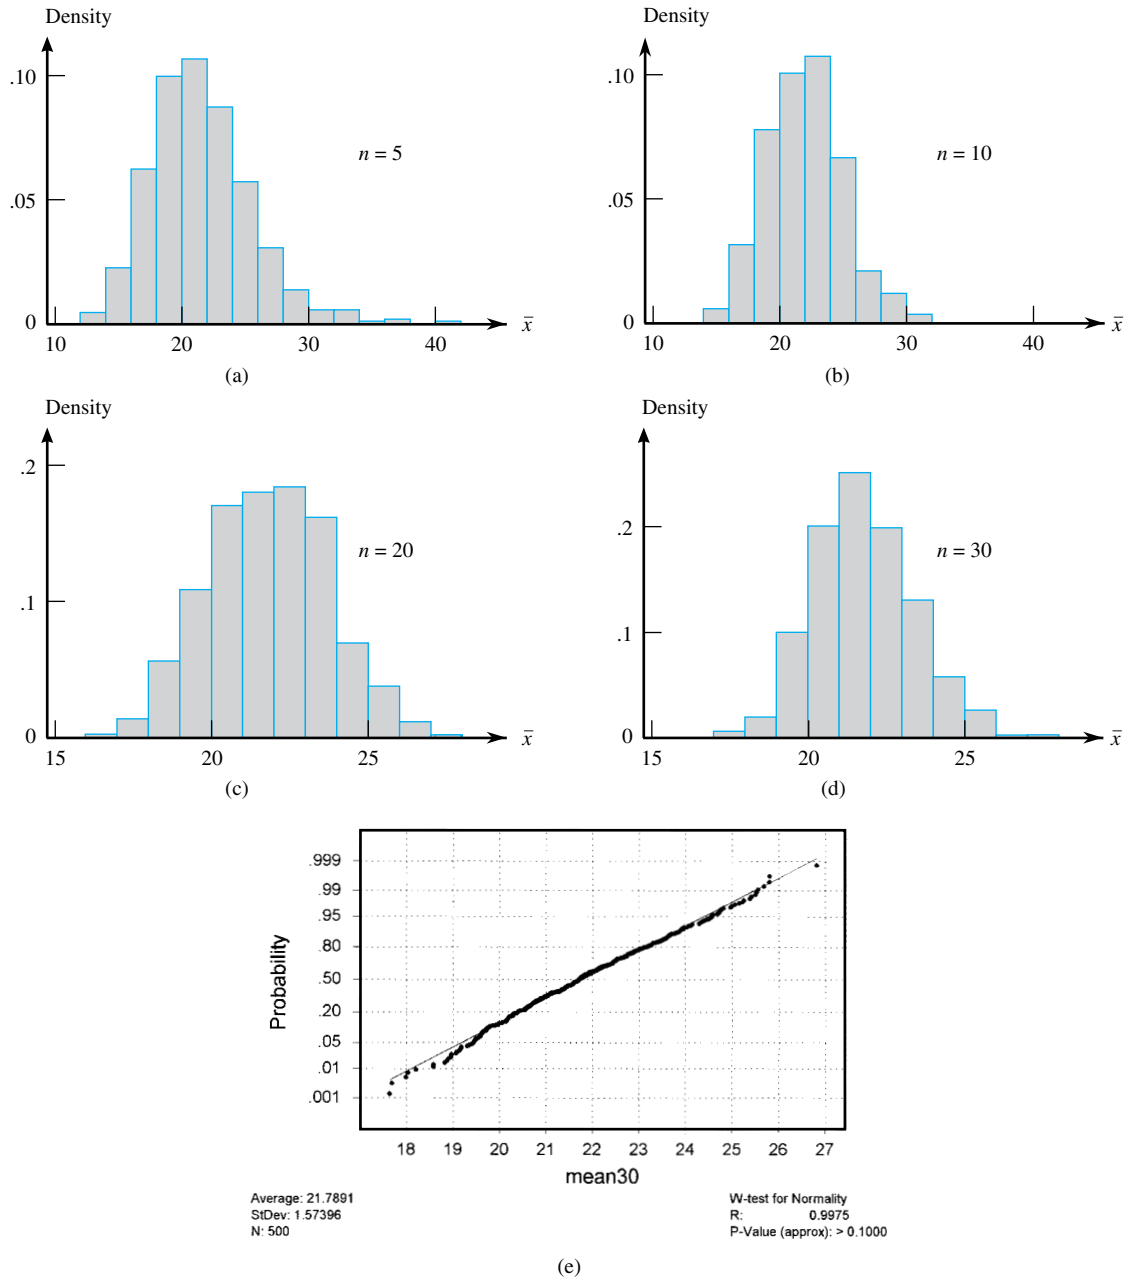 Density
.10
.05
0
10 20 30 40
x̄
n = 5
(a)
Density
.10
.05
0
10 20 30 40
x̄
n = 10
(b)
Density
.2
.1
0
15 20 25
x̄
n = 20
(c)
Density
.2
.1
0
15 20 25
x̄
n = 30
(d)
Probability
.999
.99
.95
.80
.50
.20
.05
.01
.001
18 19 20 21 22 23 24 25 26 27
mean30
Average: 21.7891
StDev: 1.57396
N: 500
W-test for Normality
R: 0.9975
P-Value (approx): > 0.1000
(e)